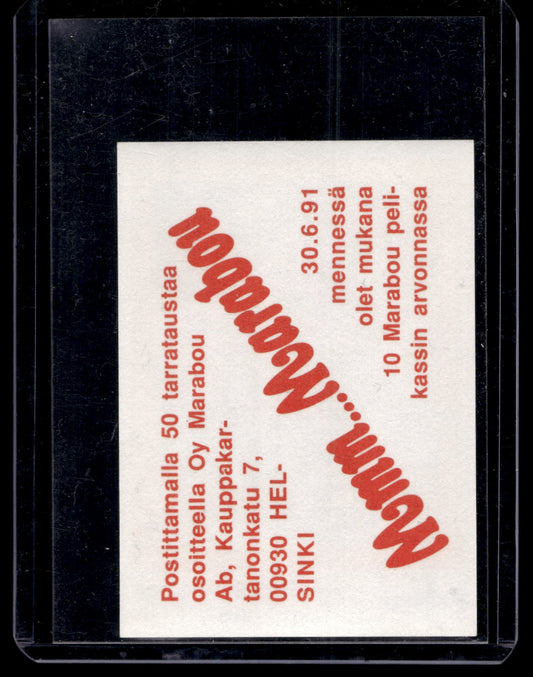 Postittamalla 50 tarrataustaa
osoitteella Oy Marabou
Ab, Kauppakar-
tanonkatu 7,
00930 HEL-
SINKI
Mmm...Marabou
30.6.91
mennessä
olet mukana
10 Marabou peli-
kassin arvonnassa